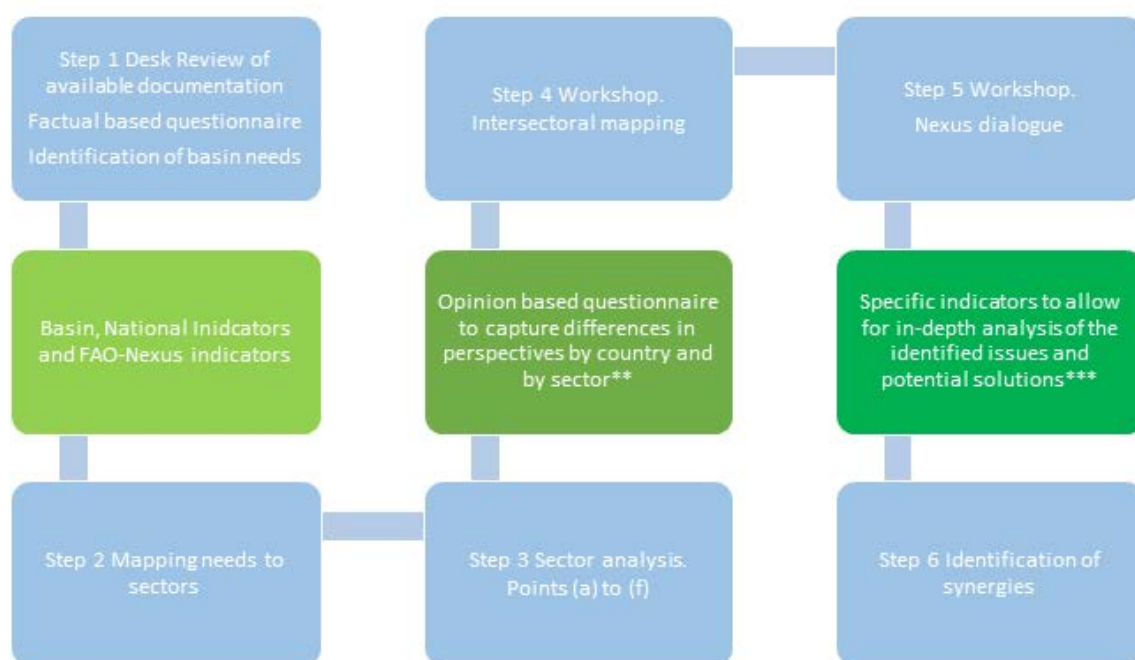 Step 1 Desk Review of
available documentation
Factual based questionnaire
Identification of basin needs
Basin, National Inidcators
and FAO-Nexus indicators
Step 2 Mapping needs to
sectors
Step 3 Sector analysis.
Points (a) to (f)
Opinion based questionnaire
to capture differences in
perspectives by country and
by sector**
Step 4 Workshop.
Intersectoral mapping
Step 5 Workshop.
Nexus dialogue
Specific indicators to allow
for in-depth analysis of the
identified issues and
potential solutions***
Step 6 Identification of
synergies